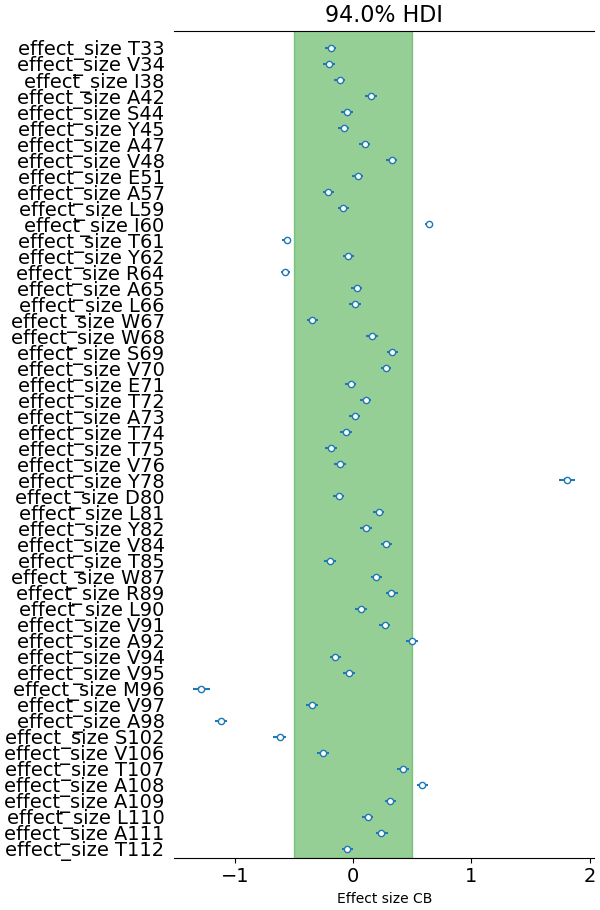 94.0% HDI
effect_size T33
effect_size V34
effect_size I38
effect_size A42
effect_size S44
effect_size Y45
effect_size A47
effect_size V48
effect_size E51
effect_size A57
effect_size L59
effect_size I60
effect_size T61
effect_size Y62
effect_size R64
effect_size A65
effect_size L66
effect_size W67
effect_size W68
effect_size S69
effect_size V70
effect_size E71
effect_size T72
effect_size A73
effect_size T74
effect_size T75
effect_size V76
effect_size Y78
effect_size D80
effect_size L81
effect_size Y82
effect_size V84
effect_size T85
effect_size W87
effect_size R89
effect_size L90
effect_size V91
effect_size A92
effect_size V94
effect_size V95
effect_size M96
effect_size V97
effect_size A98
effect_size S102
effect_size V106
effect_size T107
effect_size A108
effect_size A109
effect_size L110
effect_size A111
effect_size T112
−1 0 1 2
Effect size CB